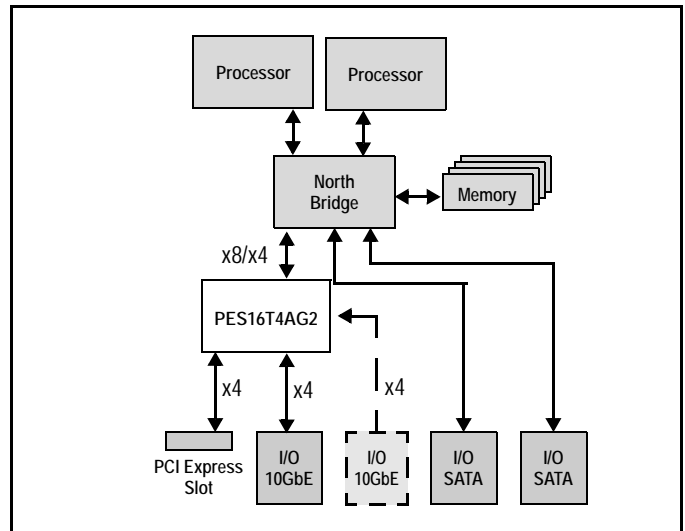 Processor
Processor
North
Bridge
Memory
x8/x4
PES16T4AG2
x4
x4
x4
PCI Express
Slot
I/O
10GbE
I/O
10GbE
I/O
SATA
I/O
SATA